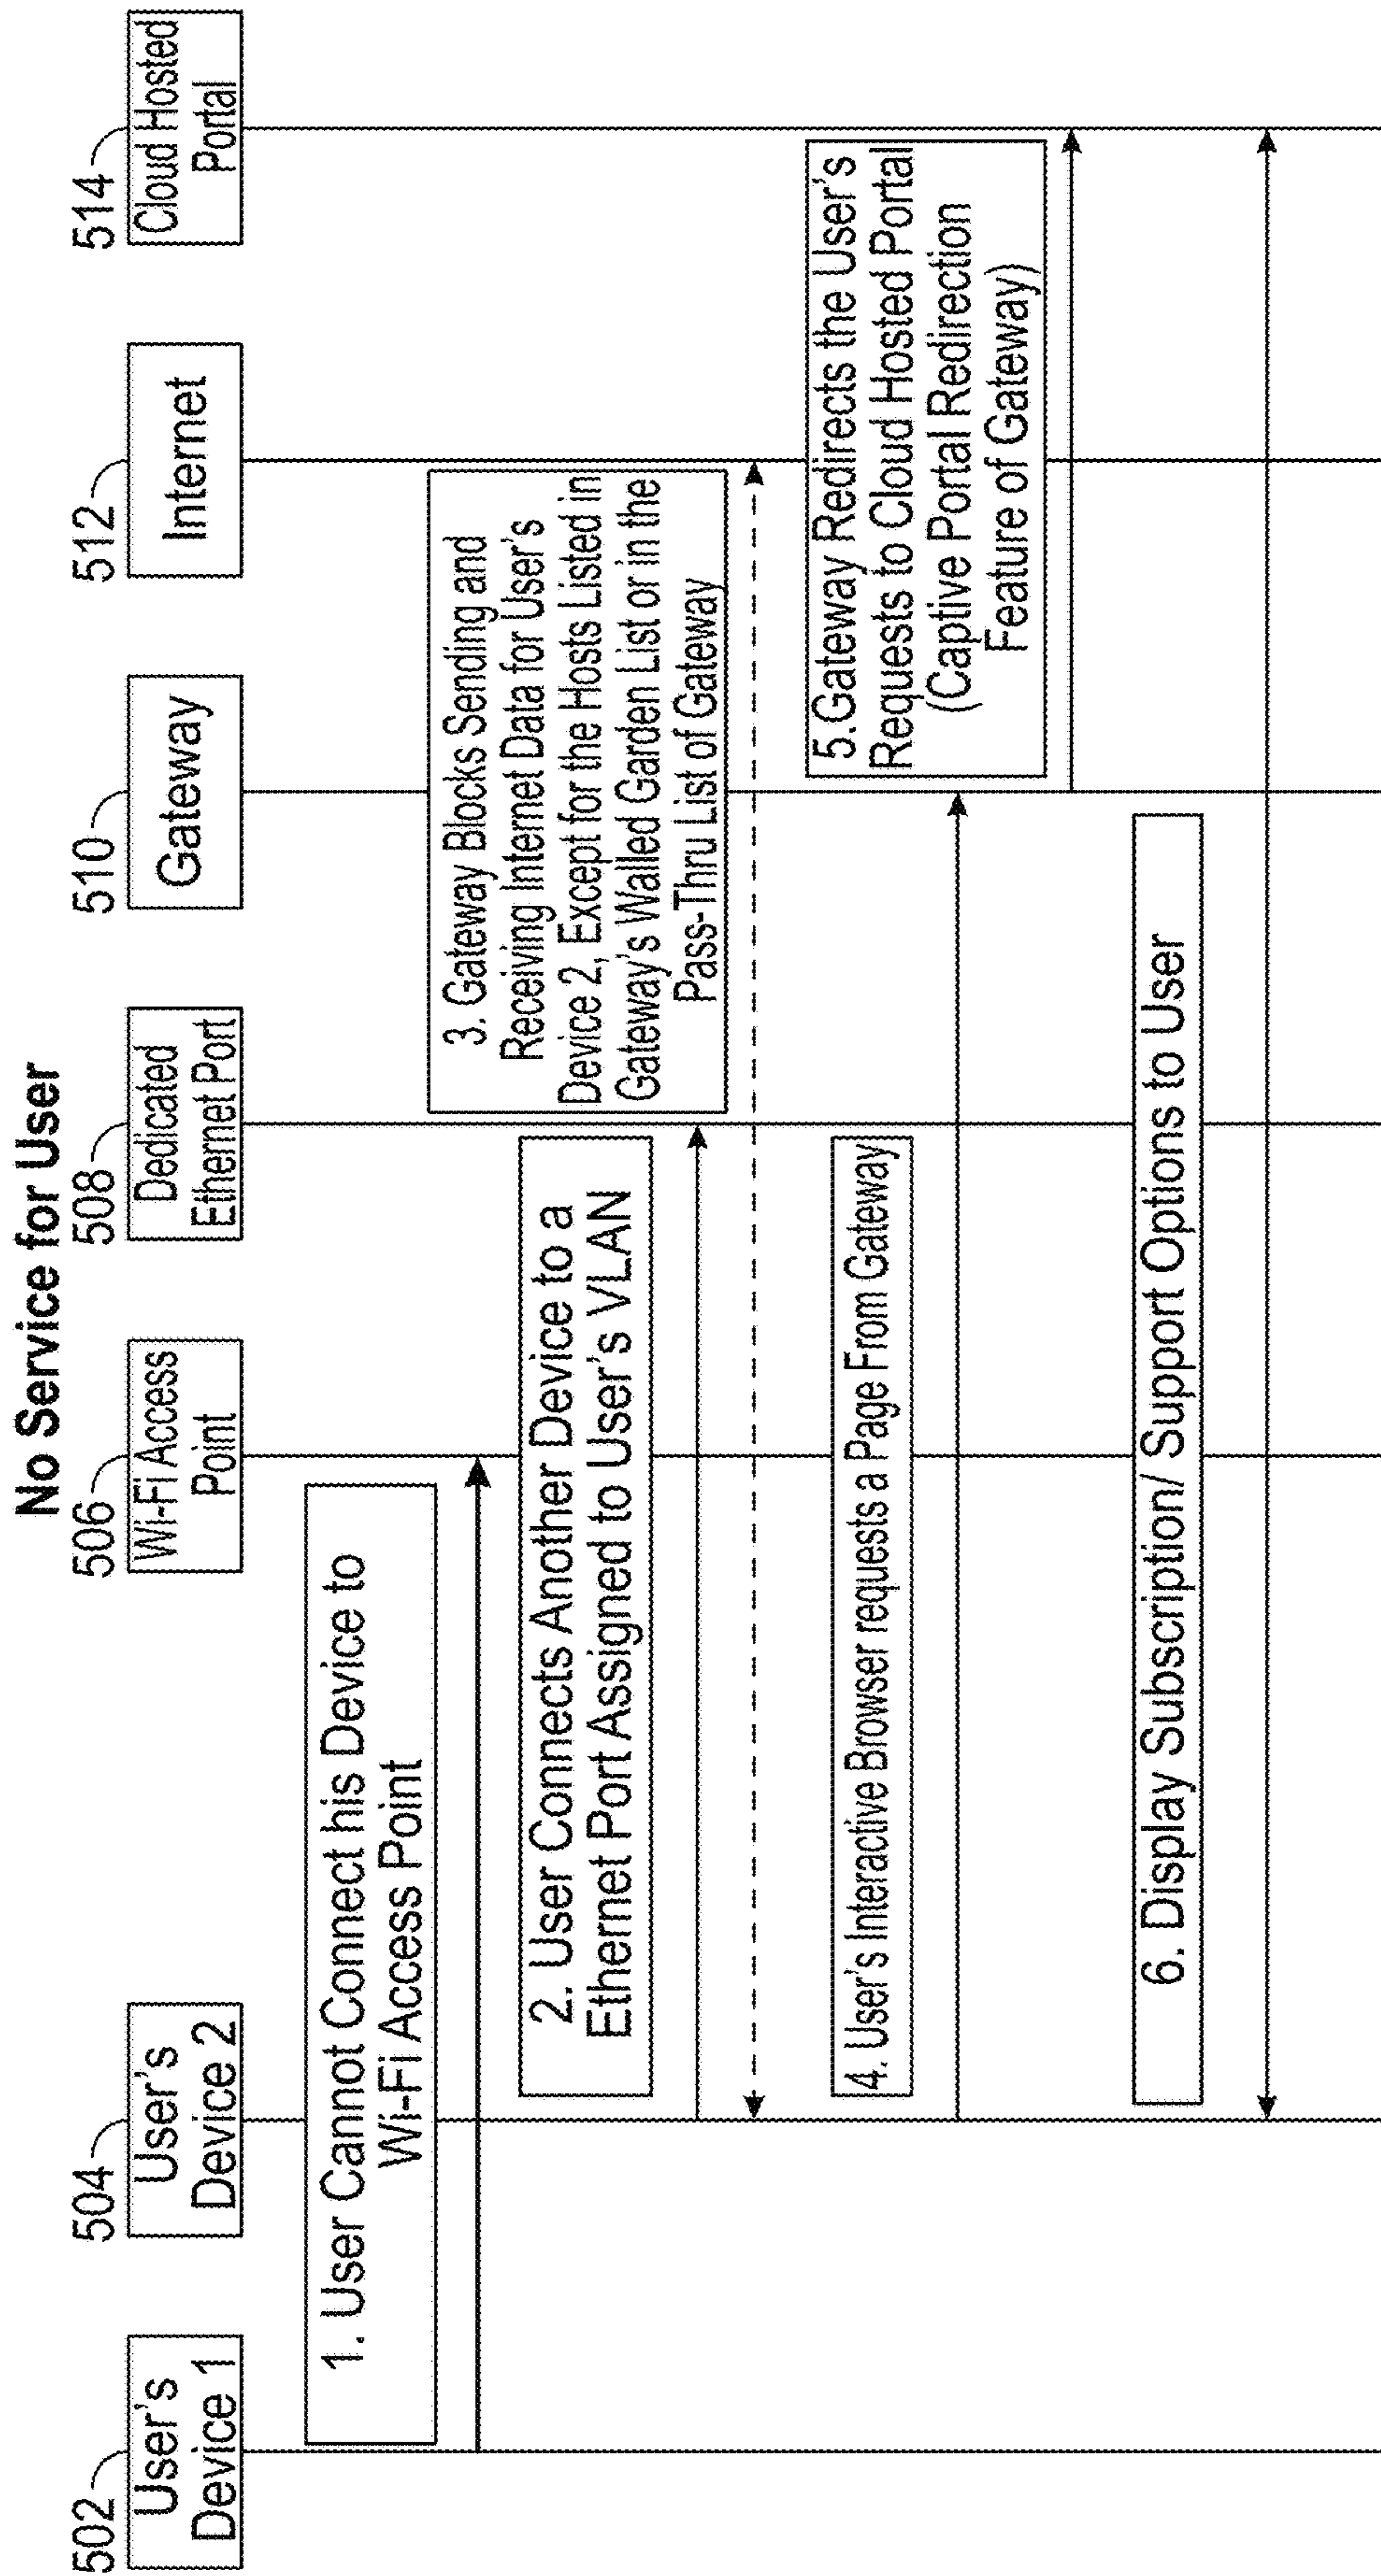 No Service for User
502
504
506
508
510
512
514
User's
Device 1
User's
Device 2
Wi-Fi Access
Point
Dedicated
Ethernet Port
Gateway
Internet
Cloud Hosted
Portal
1. User Cannot Connect his Device to
Wi-Fi Access Point
2. User Connects Another Device to a
Ethernet Port Assigned to User's VLAN
3. Gateway Blocks Sending and
Receiving Internet Data for User's
Device 2, Except for the Hosts Listed in
Gateway's Walled Garden List or in the
Pass-Thru List of Gateway
4. User's Interactive Browser requests a Page From Gateway
5.Gateway Redirects the User's
Requests to Cloud Hosted Portal
(Captive Portal Redirection
Feature of Gateway)
6. Display Subscription/ Support Options to User